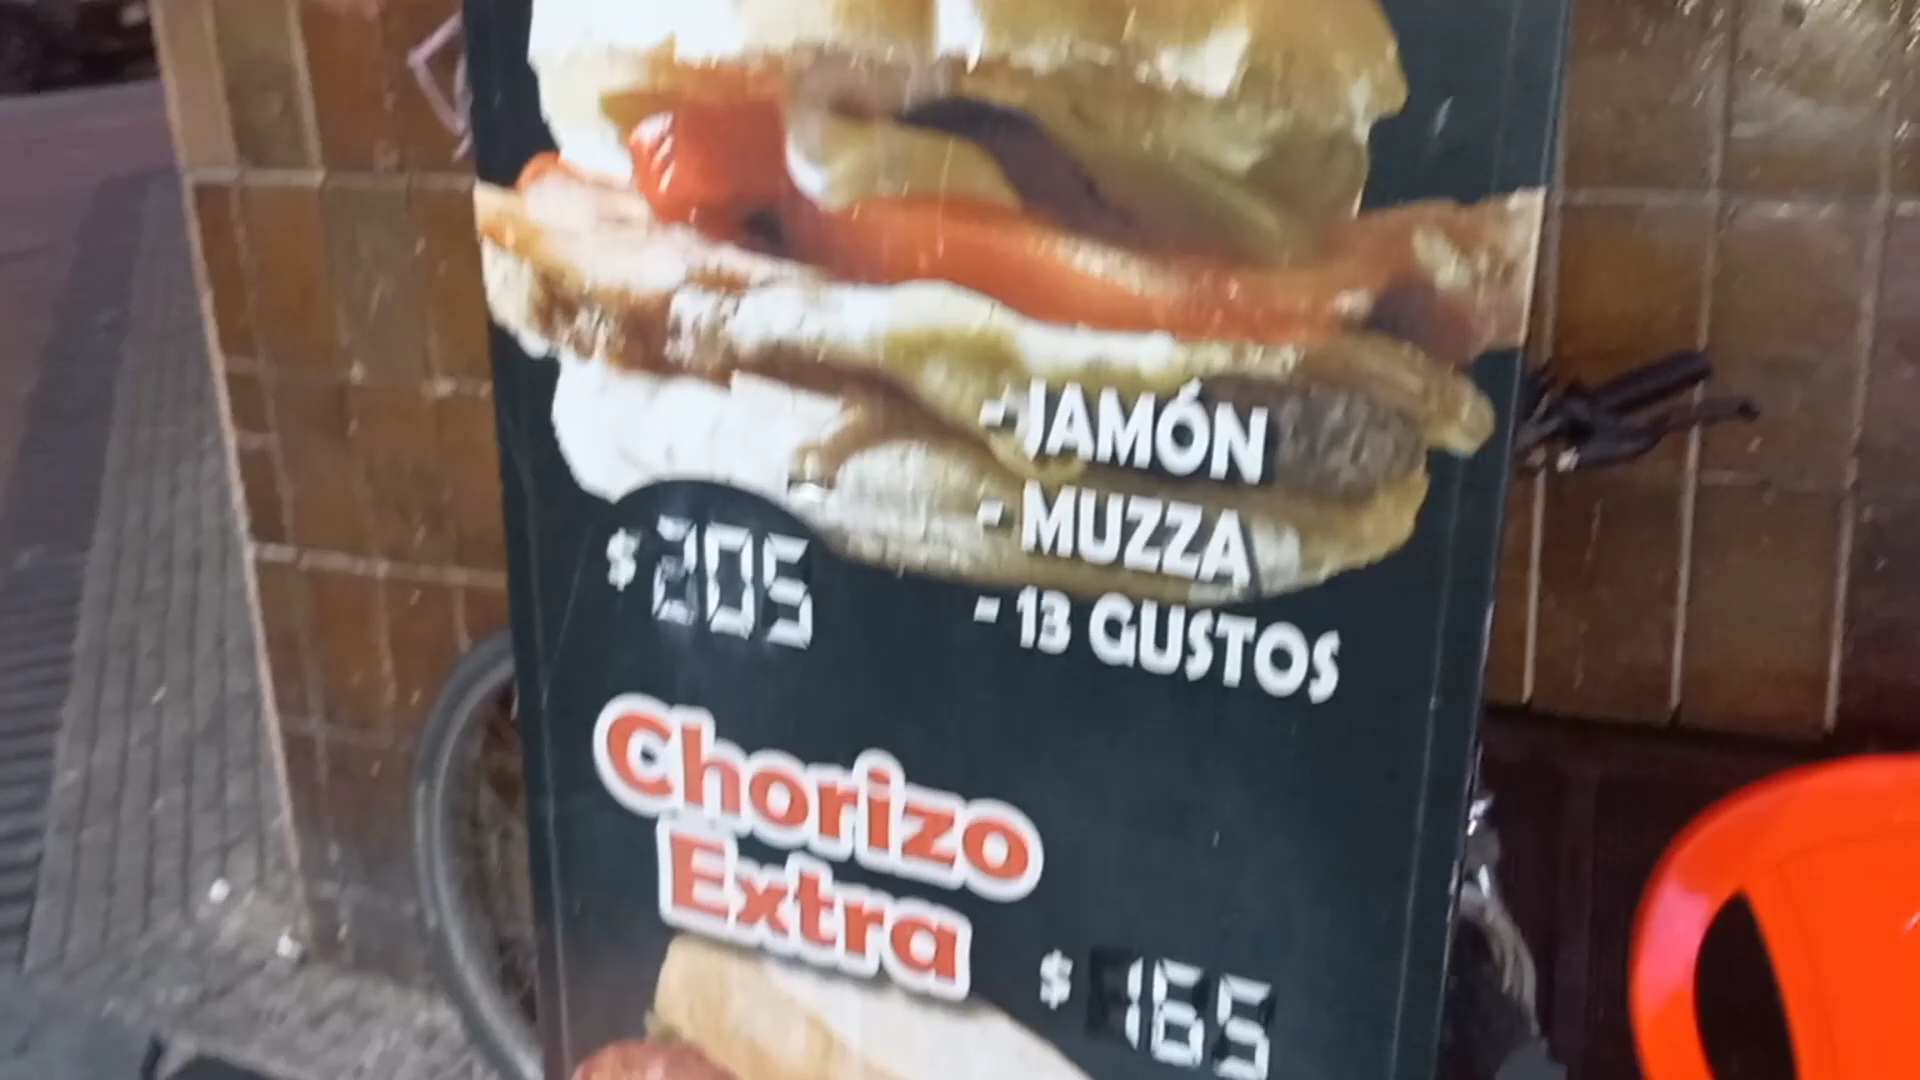 - JAMÓN
- MUZZA
- 13 GUSTOS
$ 205
Chorizo
Extra
$ 165